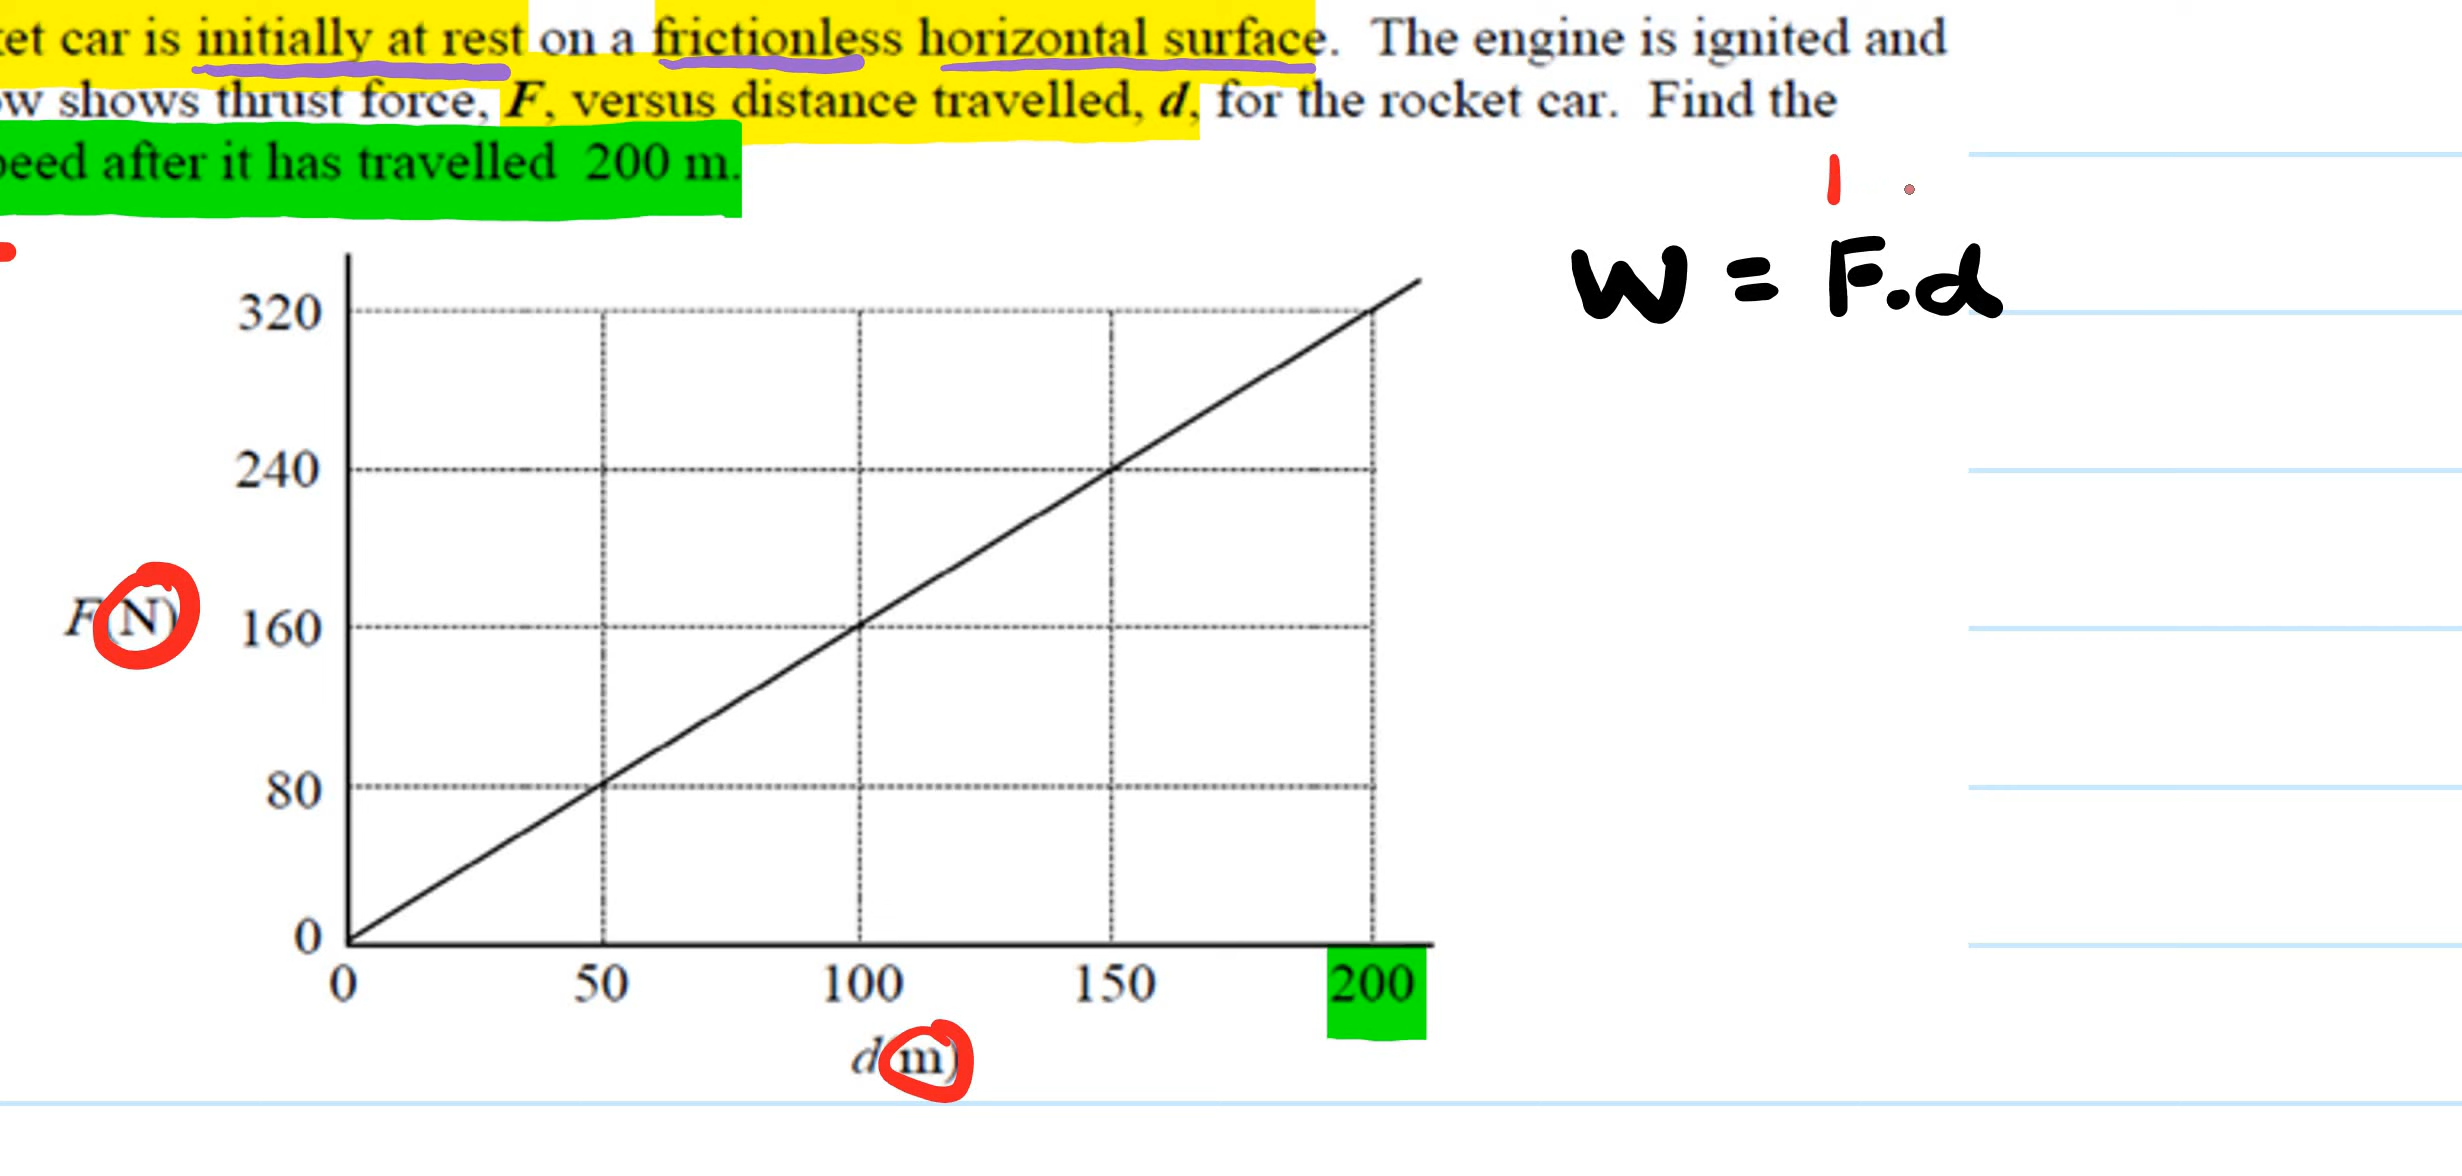 et car is initially at rest on a frictionless horizontal surface. The engine is ignited and
w shows thrust force, F, versus distance travelled, d, for the rocket car. Find the
eed after it has travelled 200 m.
W = F.d
320
240
F(N) 160
80
0
0 50 100 150 200
d(m)